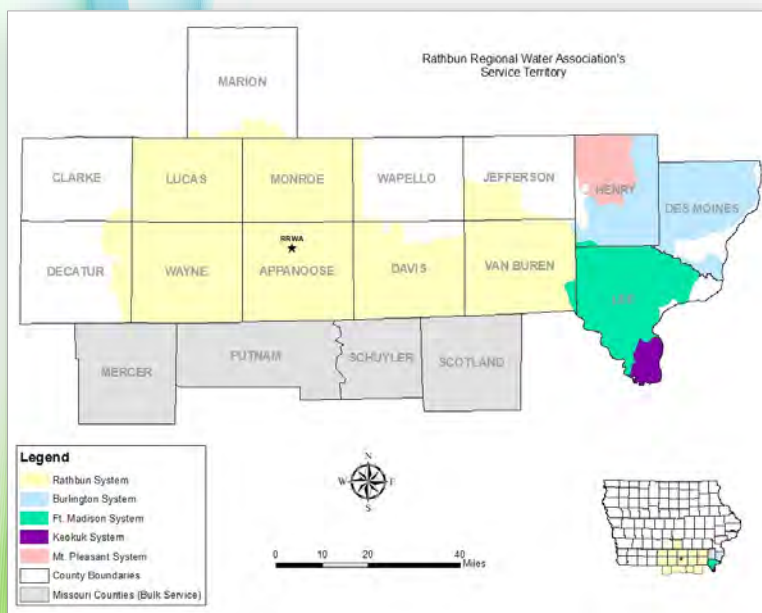 Rathbun Regional Water Association's
Service Territory
MARION
CLARKE
LUCAS
MONROE
WAPELLO
JEFFERSON
HENRY
DES MOINES
RRWA
DECATUR
WAYNE
APPANOOSE
DAVIS
VAN BUREN
LEE
MERCER
PUTNAM
SCHUYLER
SCOTLAND
Legend
Rathbun System
Burlington System
Ft. Madison System
Keokuk System
Mt. Pleasant System
County Boundaries
Missouri Counties (Bulk Service)
N
W
E
S
0 10 20 40
Miles